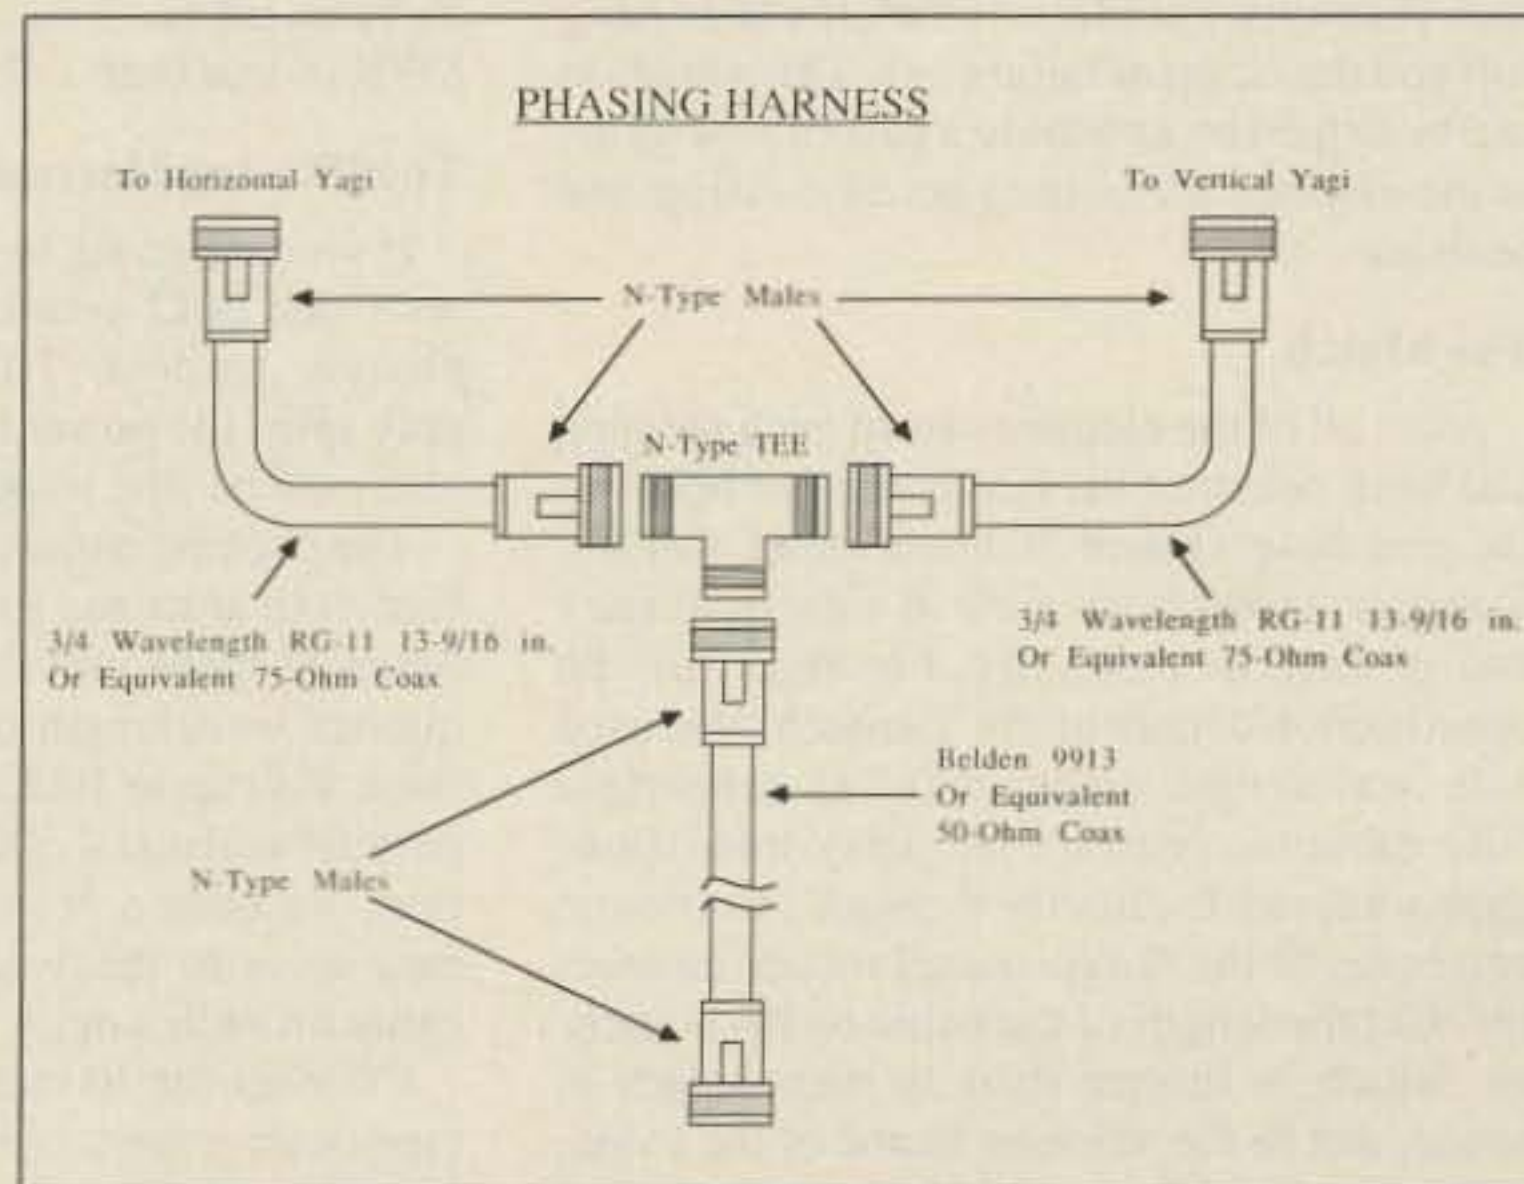 PHASING HARNESS
To Horizontal Yagi
To Vertical Yagi
N-Type Males
N-Type TEE
3/4 Wavelength RG-11 13-9/16 in.
Or Equivalent 75-Ohm Coax
3/4 Wavelength RG-11 13-9/16 in.
Or Equivalent 75-Ohm Coax
Belden 9913
Or Equivalent
50-Ohm Coax
N-Type Males